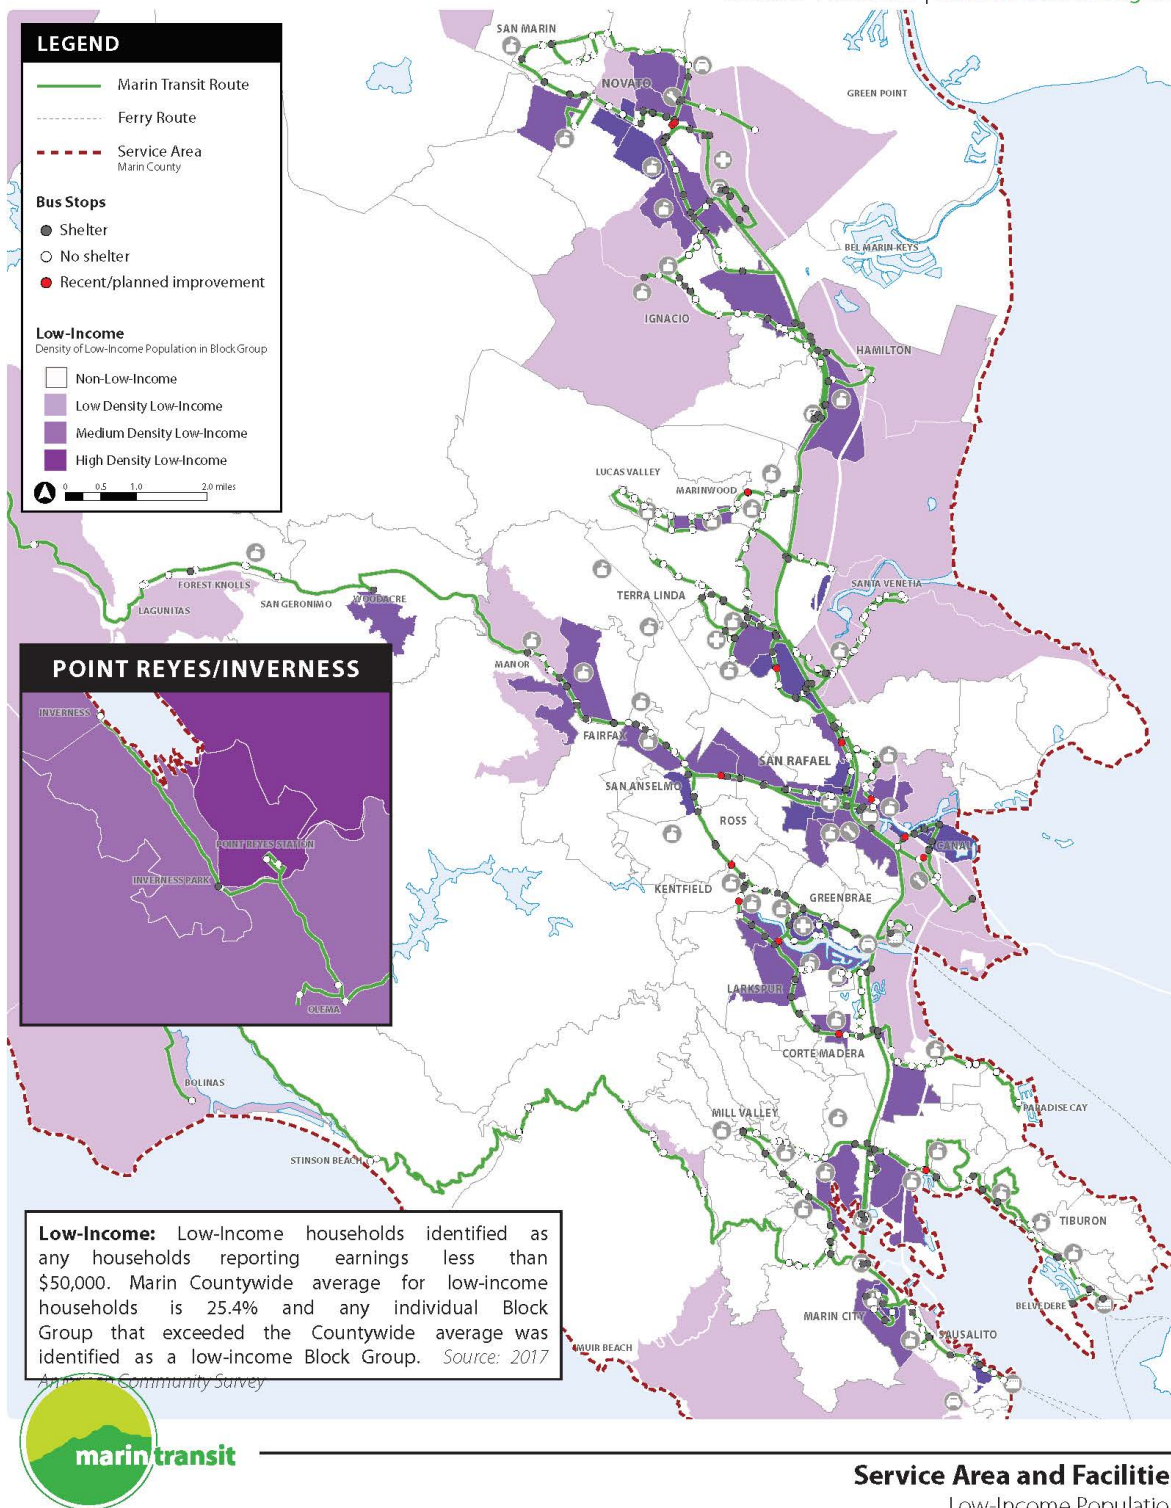 LEGEND
Marin Transit Route
Ferry Route
Service Area
Marin County
Bus Stops
Shelter
No shelter
Recent/planned improvement
Low-Income
Density of Low-Income Population in Block Group
Non-Low-Income
Low Density Low-Income
Medium Density Low-Income
High Density Low-Income
0 0.5 1.0 2.0 miles
SAN MARIN
NOVATO
GREEN POINT
BEL MARIN KEYS
IGNACIO
HAMILTON
LUCAS VALLEY
MARINWOOD
FOREST KNOLLS
LAGUNITAS
SAN GERONIMO
WOODACRE
TERRA LINDA
SANTA VENETIA
MANOR
FAIRFAX
SAN RAFAEL
SAN ANSELMO
ROSS
CANAL
KENTFIELD
GREENBRAE
LARKSPUR
CORTE MADERA
PARADISE CAY
MILL VALLEY
TIBURON
BELVEDERE
MARIN CITY
SAUSALITO
MUIR BEACH
BOLINAS
STINSON BEACH
POINT REYES/INVERNESS
INVERNESS
POINT REYES STATION
INVERNESS PARK
OLEMA
Low-Income: Low-Income households identified as
any households reporting earnings less than
$50,000. Marin Countywide average for low-income
households is 25.4% and any individual Block
Group that exceeded the Countywide average was
identified as a low-income Block Group. Source: 2017
Community Survey
marintransit
Service Area and Facilitie
Low-Income Population